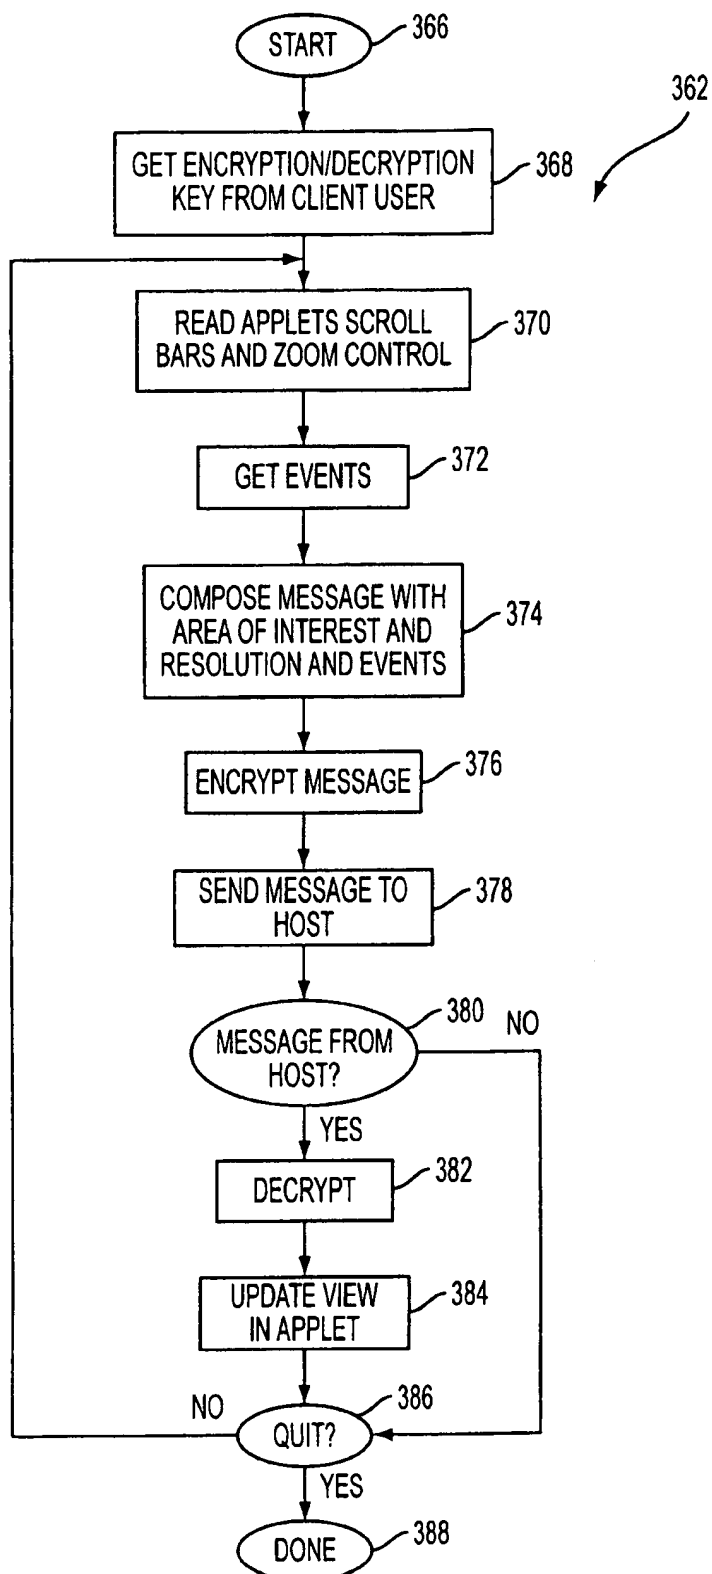 START
366
362
GET ENCRYPTION/DECRYPTION
KEY FROM CLIENT USER
368
READ APPLETS SCROLL
BARS AND ZOOM CONTROL
370
GET EVENTS
372
COMPOSE MESSAGE WITH
AREA OF INTEREST AND
RESOLUTION AND EVENTS
374
ENCRYPT MESSAGE
376
SEND MESSAGE TO
HOST
378
MESSAGE FROM
HOST?
380
NO
YES
DECRYPT
382
UPDATE VIEW
IN APPLET
384
NO
QUIT?
386
YES
DONE
388